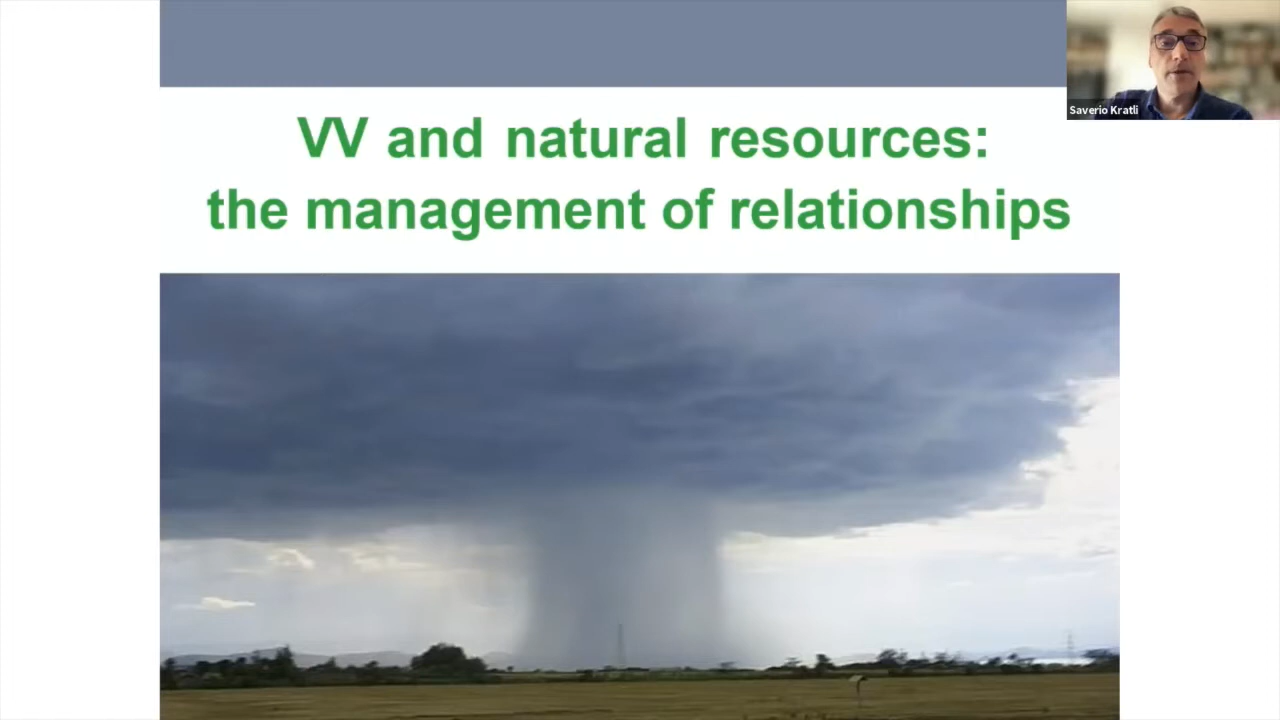 VV and natural resources:
the management of relationships
Saverio Kratli